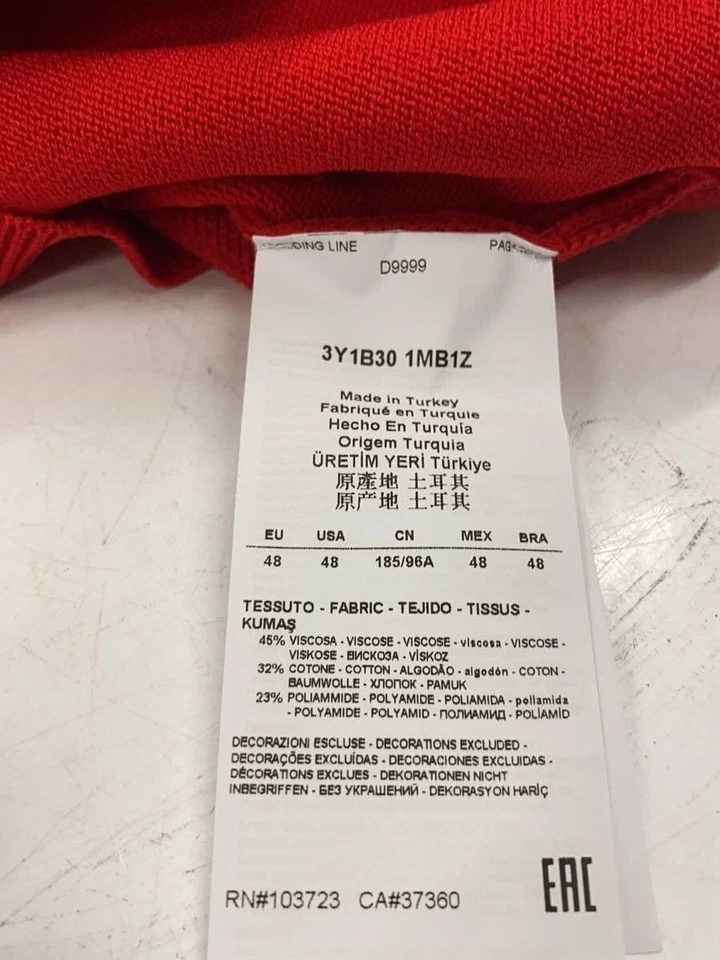 LINE
D9999
3Y1B30 1MB1Z
Made in Turkey
Fabriqué en Turquie
Hecho En Turquía
Origem Turquia
ÜRETİM YERİ Türkiye
原產地 土耳其
原产地 土耳其
EU USA CN MEX BRA
48 48 185/96A 48 48
TESSUTO - FABRIC - TEJIDO - TISSUS -
KUMAŞ
45% VISCOSA - VISCOSE - VISCOSE - viscosa - VISCOSE -
VISKOSE - ВИСКОЗА - VİSKOZ
32% COTONE - COTTON - ALGODÃO - algodón - COTON -
BAUMWOLLE - ХЛОПОК - PAMUK
23% POLIAMMIDE - POLYAMIDE - POLIAMIDA - poliamida
- POLYAMIDE - POLYAMID - ПОЛИАМИД - POLİAMİD
DECORAZIONI ESCLUSE - DECORATIONS EXCLUDED -
DECORAÇÕES EXCLUÍDAS - DECORACIONES EXCLUIDAS -
DÉCORATIONS EXCLUES - DEKORATIONEN NICHT
INBEGRIFFEN - БЕЗ УКРАШЕНИЙ - DEKORASYON HARİÇ
EAC
RN#103723 CA#37360